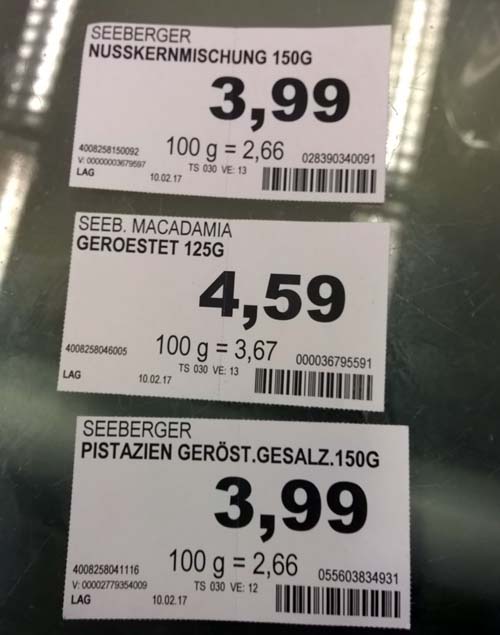 SEEBERGER
NUSSKERNMISCHUNG 150G
3,99
100 g = 2,66
4008258150092
028390340091
V: 00000003679597
TS 030 VE: 13
LAG
10.02.17
SEEB. MACADAMIA
GEROESTET 125G
4,59
100 g = 3,67
4008258046005
000036795591
TS 030 VE: 13
LAG
10.02.17
SEEBERGER
PISTAZIEN GERÖST.GESALZ.150G
3,99
100 g = 2,66
4008258041116
055603834931
V: 00002779354009
TS 030 VE: 12
LAG
10.02.17